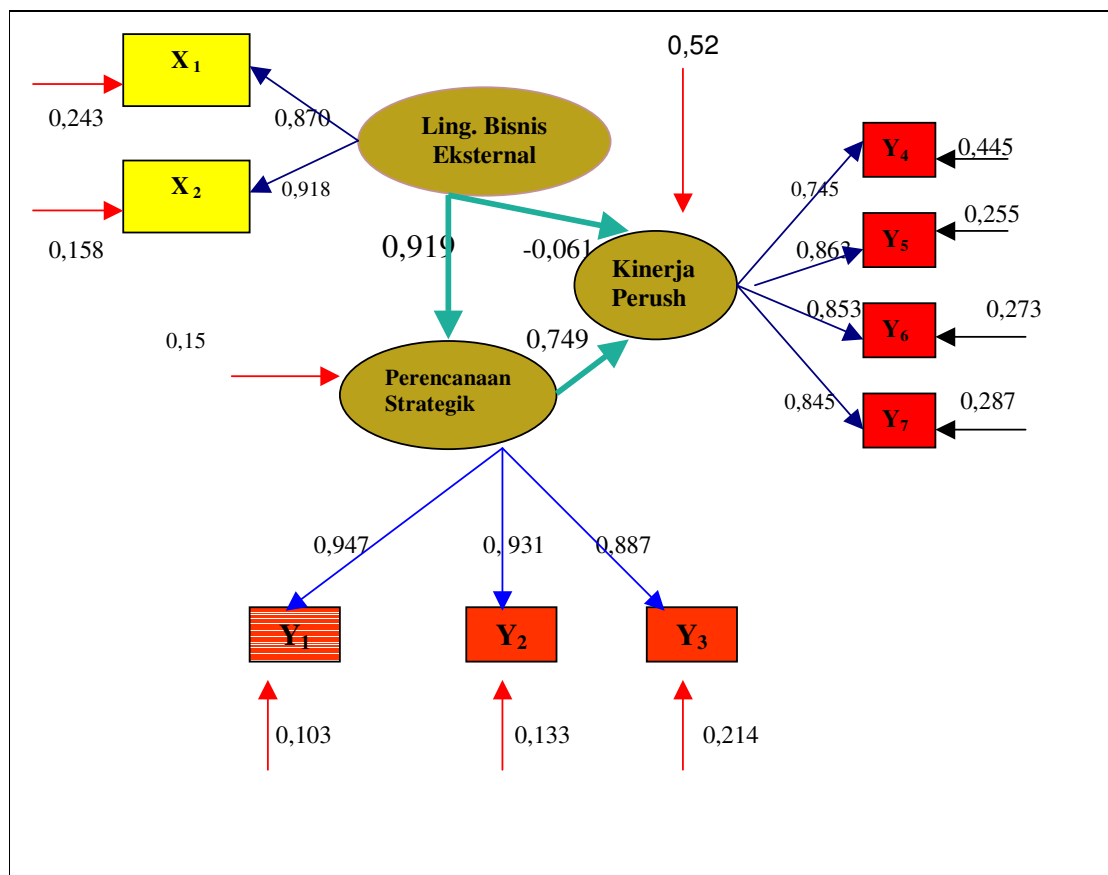 0,52
X 1
Ling. Bisnis
Eksternal
0,243
0,870
Y4
0,445
X 2
0,918
0,745
0,158
0,919
-0,061
Kinerja
Perush
0,863
Y5
0,255
0,853
Y6
0,273
0,15
0,749
Perencanaan
Strategik
0,845
Y7
0,287
0,947
0,931
0,887
Y1
Y2
Y3
0,103
0,133
0,214